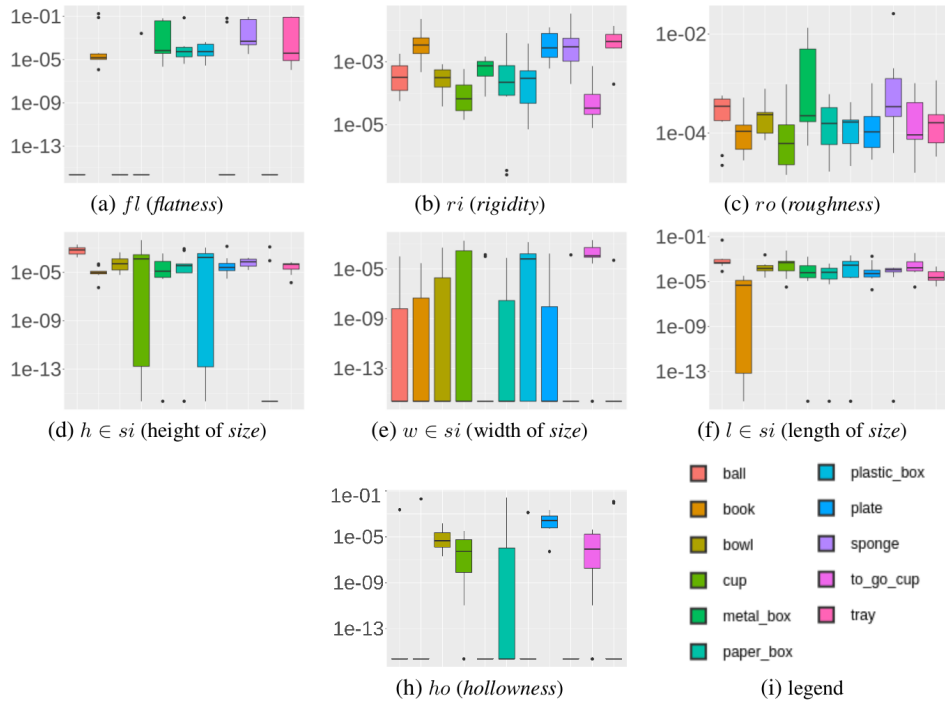 1e-01
1e-05
1e-09
1e-13
(a) fl (flatness)
1e-03
1e-05
(b) ri (rigidity)
1e-02
1e-04
(c) ro (roughness)
1e-05
1e-09
1e-13
(d) h ∈ si (height of size)
1e-05
1e-09
1e-13
(e) w ∈ si (width of size)
1e-01
1e-05
1e-09
1e-13
(f) l ∈ si (length of size)
1e-01
1e-05
1e-09
1e-13
(h) ho (hollowness)
ball
book
bowl
cup
metal_box
paper_box
plastic_box
plate
sponge
to_go_cup
tray
(i) legend